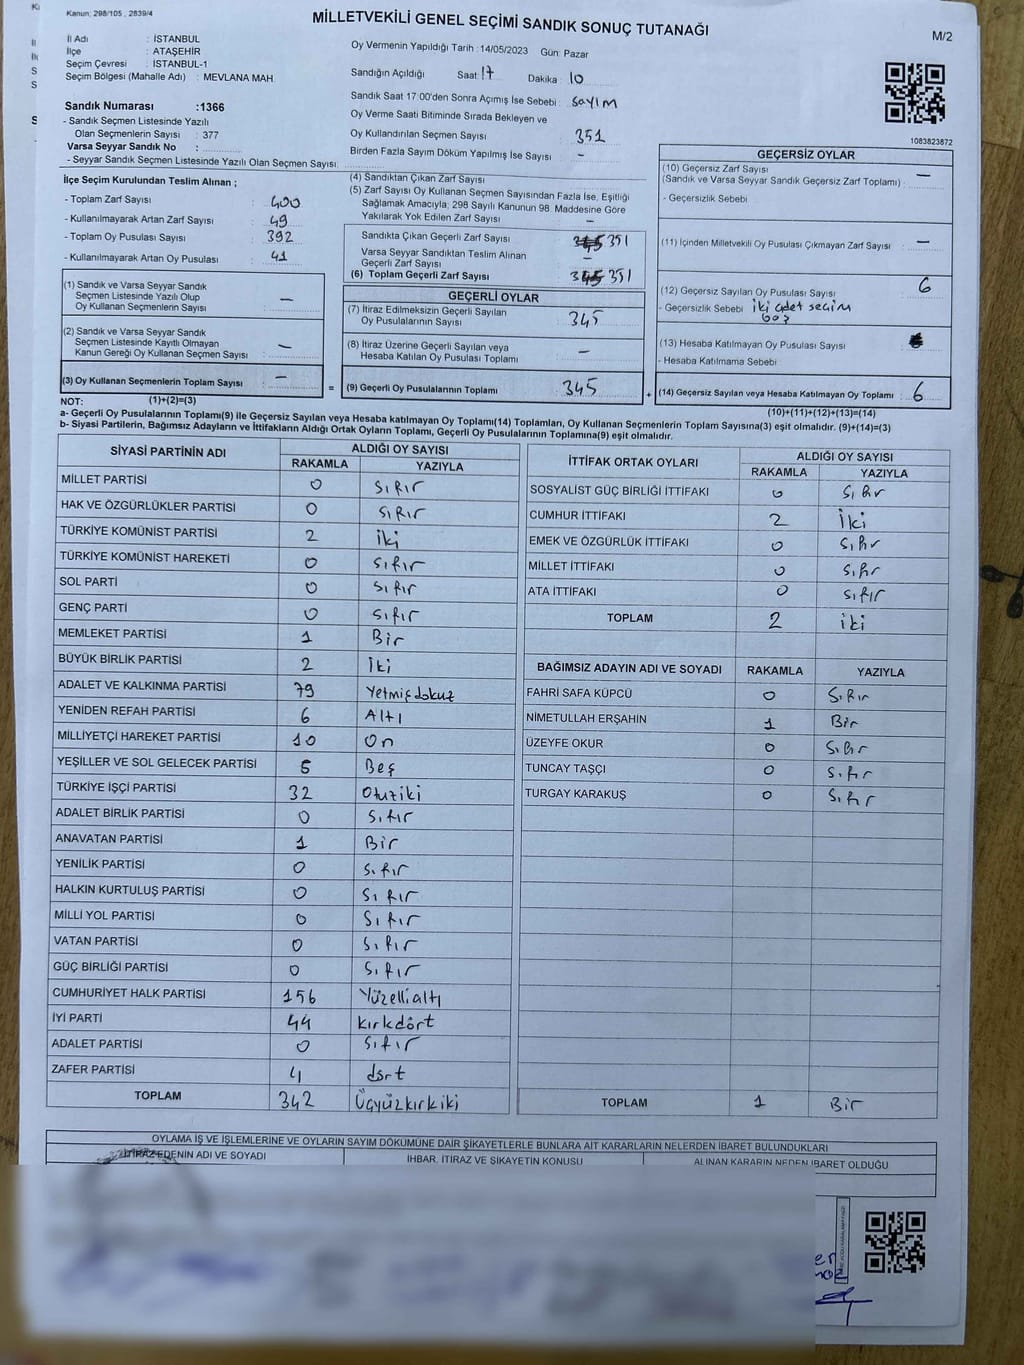 Kanun: 298/105 , 2839/4
MİLLETVEKİLİ GENEL SEÇİMİ SANDIK SONUÇ TUTANAĞI
M/2
İl Adı : İSTANBUL
İlçe : ATAŞEHİR
Seçim Çevresi : İSTANBUL-1
Seçim Bölgesi (Mahalle Adı) : MEVLANA MAH.
Sandık Numarası :1366
- Sandık Seçmen Listesinde Yazılı
Olan Seçmenlerin Sayısı : 377
Varsa Seyyar Sandık No :
- Seyyar Sandık Seçmen Listesinde Yazılı Olan Seçmen Sayısı:
Oy Vermenin Yapıldığı Tarih :14/05/2023 Gün: Pazar
Sandığın Açıldığı Saat: 17 Dakika: 10
Sandık Saat 17:00'den Sonra Açımış İse Sebebi : Sayım
Oy Verme Saati Bitiminde Sırada Bekleyen ve
Oy Kullandırılan Seçmen Sayısı : 351
Birden Fazla Sayım Döküm Yapılmış İse Sayısı : -
1083823872
İlçe Seçim Kurulundan Teslim Alınan ;
- Toplam Zarf Sayısı : 400
- Kullanılmayarak Artan Zarf Sayısı : 49
- Toplam Oy Pusulası Sayısı : 392
- Kullanılmayarak Artan Oy Pusulası : 41
(1) Sandık ve Varsa Seyyar Sandık
Seçmen Listesinde Yazılı Olup
Oy Kullanan Seçmenlerin Sayısı : -
(2) Sandık ve Varsa Seyyar Sandık
Seçmen Listesinde Kayıtlı Olmayan
Kanun Gereği Oy Kullanan Seçmen Sayısı : -
(3) Oy Kullanan Seçmenlerin Toplam Sayısı : -
(1)+(2)=(3)
(4) Sandıktan Çıkan Zarf Sayısı :
(5) Zarf Sayısı Oy Kullanan Seçmen Sayısından Fazla İse, Eşitliği
Sağlamak Amacıyla; 298 Sayılı Kanunun 98. Maddesine Göre
Yakılarak Yok Edilen Zarf Sayısı : -
Sandıkta Çıkan Geçerli Zarf Sayısı : 345 351
Varsa Seyyar Sandıktan Teslim Alınan
Geçerli Zarf Sayısı : -
(6) Toplam Geçerli Zarf Sayısı : 345 351
GEÇERLİ OYLAR
(7) İtiraz Edilmeksizin Geçerli Sayılan
Oy Pusulalarının Sayısı : 345
(8) İtiraz Üzerine Geçerli Sayılan veya
Hesaba Katılan Oy Pusulası Toplamı : -
= (9) Geçerli Oy Pusulalarının Toplamı : 345 +
GEÇERSİZ OYLAR
(10) Geçersiz Zarf Sayısı
(Sandık ve Varsa Seyyar Sandık Geçersiz Zarf Toplamı) : -
- Geçersizlik Sebebi
(11) İçinden Milletvekili Oy Pusulası Çıkmayan Zarf Sayısı : -
(12) Geçersiz Sayılan Oy Pusulası Sayısı : 6
- Geçersizlik Sebebi iki adet seçim
boş
(13) Hesaba Katılmayan Oy Pusulası Sayısı :
- Hesaba Katılmama Sebebi
(14) Geçersiz Sayılan veya Hesaba Katılmayan Oy Toplamı : 6
(10)+(11)+(12)+(13)=(14)
NOT:
a- Geçerli Oy Pusulalarının Toplamı(9) ile Geçersiz Sayılan veya Hesaba katılmayan Oy Toplamı(14) Toplamları, Oy Kullanan Seçmenlerin Toplam Sayısına(3) eşit olmalıdır. (9)+(14)=(3)
b- Siyasi Partilerin, Bağımsız Adayların ve İttifakların Aldığı Ortak Oyların Toplamı, Geçerli Oy Pusulalarının Toplamına(9) eşit olmalıdır.
SİYASİ PARTİNİN ADI ALDIĞI OY SAYISI
RAKAMLA YAZIYLA
MİLLET PARTİSİ 0 Sıfır
HAK VE ÖZGÜRLÜKLER PARTİSİ 0 Sıfır
TÜRKİYE KOMÜNİST PARTİSİ 2 iki
TÜRKİYE KOMÜNİST HAREKETİ 0 Sıfır
SOL PARTİ 0 Sıfır
GENÇ PARTİ 0 Sıfır
MEMLEKET PARTİSİ 1 Bir
BÜYÜK BİRLİK PARTİSİ 2 İki
ADALET VE KALKINMA PARTİSİ 79 Yetmişdokuz
YENİDEN REFAH PARTİSİ 6 Altı
MİLLİYETÇİ HAREKET PARTİSİ 10 On
YEŞİLLER VE SOL GELECEK PARTİSİ 5 Beş
TÜRKİYE İŞÇİ PARTİSİ 32 Otuziki
ADALET BİRLİK PARTİSİ 0 Sıfır
ANAVATAN PARTİSİ 1 Bir
YENİLİK PARTİSİ 0 Sıfır
HALKIN KURTULUŞ PARTİSİ 0 Sıfır
MİLLİ YOL PARTİSİ 0 Sıfır
VATAN PARTİSİ 0 Sıfır
GÜÇ BİRLİĞİ PARTİSİ 0 Sıfır
CUMHURİYET HALK PARTİSİ 156 Yüzellialtı
İYİ PARTİ 44 Kırkdört
ADALET PARTİSİ 0 Sıfır
ZAFER PARTİSİ 4 dört
TOPLAM 342 Üçyüzkırkiki
İTTİFAK ORTAK OYLARI ALDIĞI OY SAYISI
RAKAMLA YAZIYLA
SOSYALİST GÜÇ BİRLİĞİ İTTİFAKI 0 Sıfır
CUMHUR İTTİFAKI 2 İki
EMEK VE ÖZGÜRLÜK İTTİFAKI 0 Sıfır
MİLLET İTTİFAKI 0 Sıfır
ATA İTTİFAKI 0 Sıfır
TOPLAM 2 İki
BAĞIMSIZ ADAYIN ADI VE SOYADI RAKAMLA YAZIYLA
FAHRİ SAFA KÜPCÜ 0 Sıfır
NİMETULLAH ERŞAHİN 1 Bir
ÜZEYFE OKUR 0 Sıfır
TUNCAY TAŞÇI 0 Sıfır
TURGAY KARAKUŞ 0 Sıfır
TOPLAM 1 Bir
OYLAMA İŞ VE İŞLEMLERİNE VE OYLARIN SAYIM DÖKÜMÜNE DAİR ŞİKAYETLERLE BUNLARA AİT KARARLARIN NELERDEN İBARET BULUNDUKLARI
İTİRAZ EDENİN ADI VE SOYADI İHBAR, İTİRAZ VE ŞİKAYETİN KONUSU ALINAN KARARIN NEDEN İBARET OLDUĞU